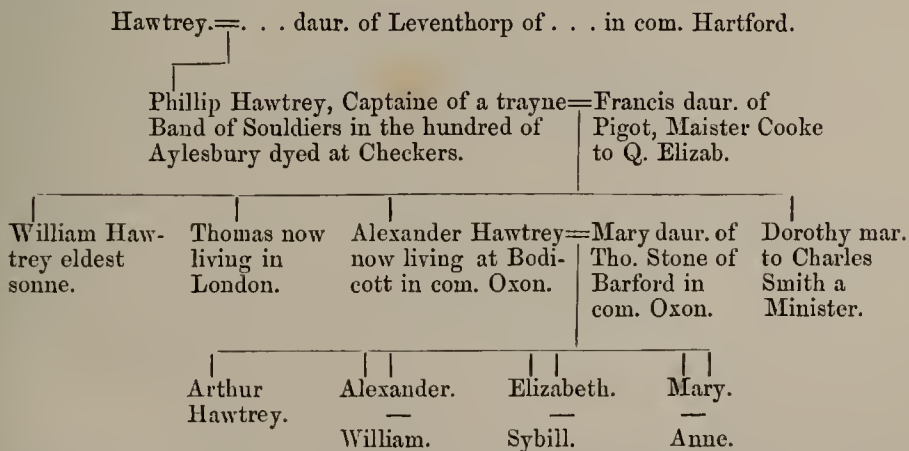 Hawtrey.=. . . daur. of Leventhorp of . . . in com. Hartford.
Phillip Hawtrey, Captaine of a trayne=Francis daur. of
Band of Souldiers in the hundred of Pigot, Maister Cooke
Aylesbury dyed at Checkers. to Q. Elizab.
William Haw-
trey eldest
sonne.
Thomas now
living in
London.
Alexander Hawtrey=Mary daur. of
now living at Bodi- Tho. Stone of
cott in com. Oxon. Barford in
com. Oxon.
Dorothy mar.
to Charles
Smith a
Minister.
Arthur
Hawtrey.
Alexander.
—
William.
Elizabeth.
—
Sybill.
Mary.
—
Anne.